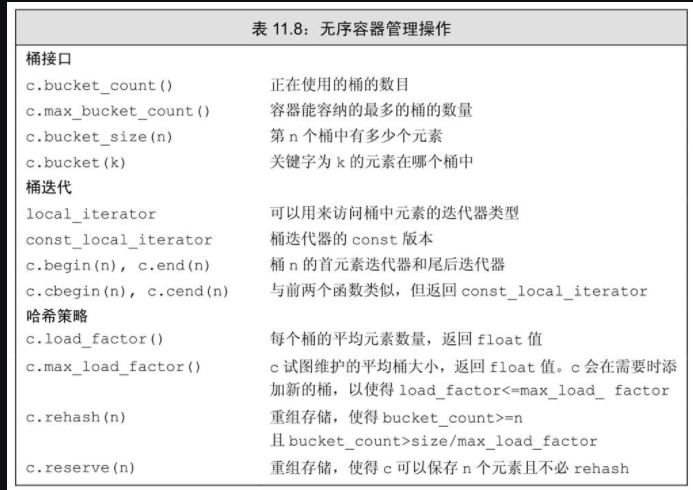 表 11.8：无序容器管理操作
桶接口
c.bucket_count() 正在使用的桶的数目
c.max_bucket_count() 容器能容纳的最多的桶的数量
c.bucket_size(n) 第 n 个桶中有多少个元素
c.bucket(k) 关键字为 k 的元素在哪个桶中
桶迭代
local_iterator 可以用来访问桶中元素的迭代器类型
const_local_iterator 桶迭代器的 const 版本
c.begin(n), c.end(n) 桶 n 的首元素迭代器和尾后迭代器
c.cbegin(n), c.cend(n) 与前两个函数类似，但返回 const_local_iterator
哈希策略
c.load_factor() 每个桶的平均元素数量，返回 float 值
c.max_load_factor() c 试图维护的平均桶大小，返回 float 值。c 会在需要时添
加新的桶，以使得 load_factor<=max_load_ factor
c.rehash(n) 重组存储，使得 bucket_count>=n
且 bucket_count>size/max_load_factor
c.reserve(n) 重组存储，使得 c 可以保存 n 个元素且不必 rehash